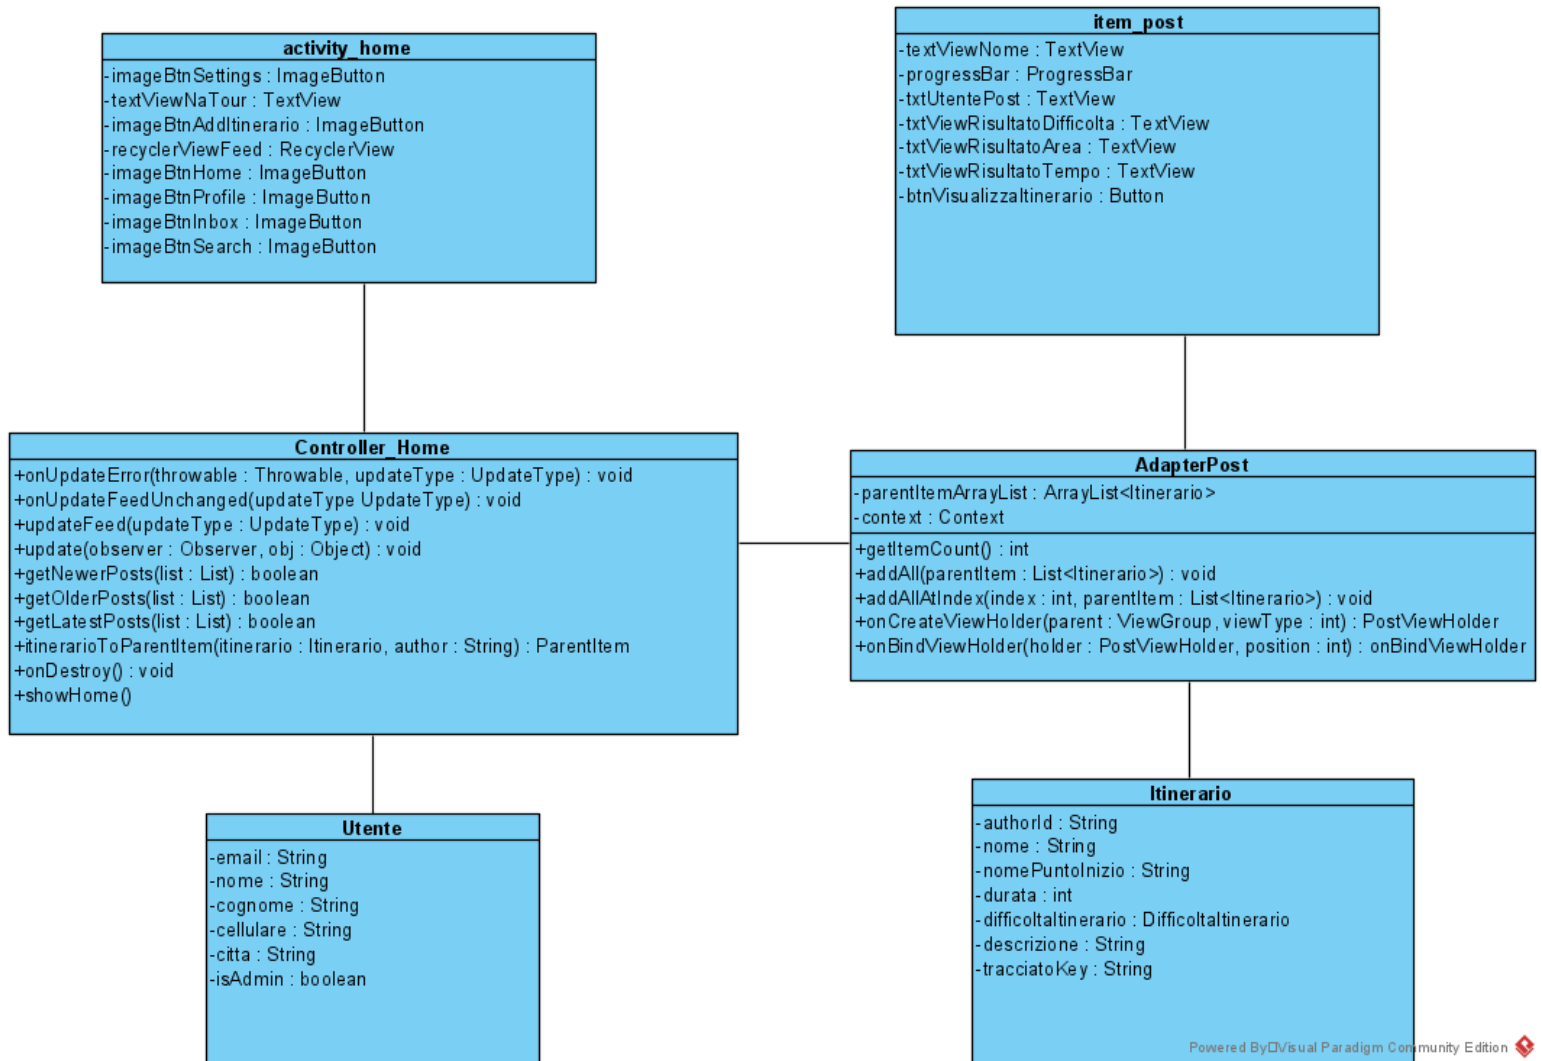 activity_home
-imageBtnSettings : ImageButton
-textViewNaTour : TextView
-imageBtnAddItinerario : ImageButton
-recyclerViewFeed : RecyclerView
-imageBtnHome : ImageButton
-imageBtnProfile : ImageButton
-imageBtnInbox : ImageButton
-imageBtnSearch : ImageButton
item_post
-textViewNome : TextView
-progressBar : ProgressBar
-txtUtentePost : TextView
-txtViewRisultatoDifficolta : TextView
-txtViewRisultatoArea : TextView
-txtViewRisultatoTempo : TextView
-btnVisualizzaItinerario : Button
Controller_Home
+onUpdateError(throwable : Throwable, updateType : UpdateType) : void
+onUpdateFeedUnchanged(updateType UpdateType) : void
+updateFeed(updateType : UpdateType) : void
+update(observer : Observer, obj : Object) : void
+getNewerPosts(list : List) : boolean
+getOlderPosts(list : List) : boolean
+getLatestPosts(list : List) : boolean
+itinerarioToParentItem(itinerario : Itinerario, author : String) : ParentItem
+onDestroy() : void
+showHome()
AdapterPost
-parentItemArrayList : ArrayList<Itinerario>
-context : Context
+getItemCount() : int
+addAll(parentItem : List<Itinerario>) : void
+addAllAtIndex(index : int, parentItem : List<Itinerario>) : void
+onCreateViewHolder(parent : ViewGroup, viewType : int) : PostViewHolder
+onBindViewHolder(holder : PostViewHolder, position : int) : onBindViewHolder
Utente
-email : String
-nome : String
-cognome : String
-cellulare : String
-citta : String
-isAdmin : boolean
Itinerario
-authorId : String
-nome : String
-nomePuntoInizio : String
-durata : int
-difficoltaItinerario : DifficoltaItinerario
-descrizione : String
-tracciatoKey : String
Powered By Visual Paradigm Community Edition